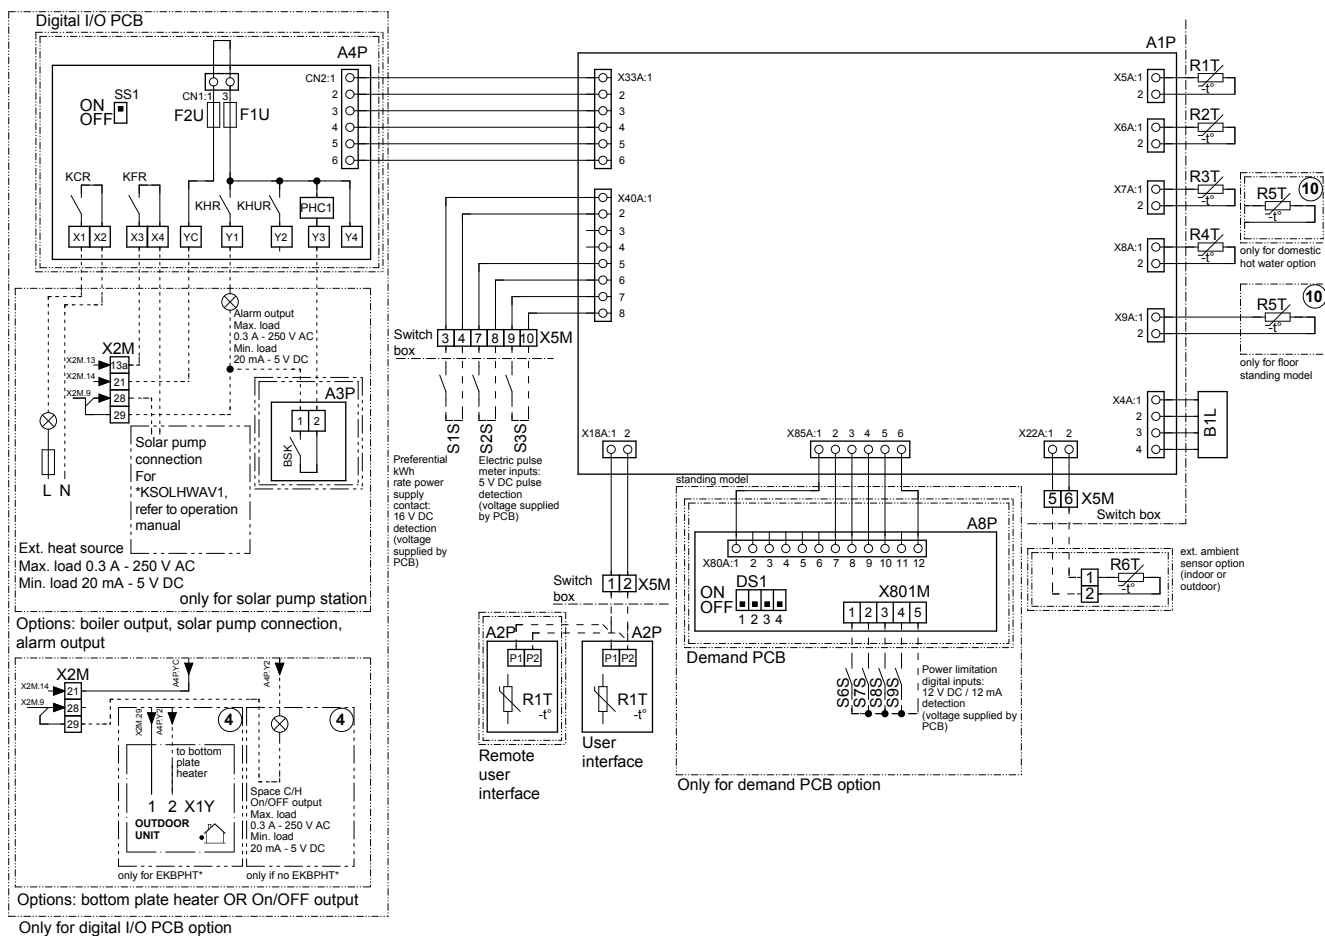 Digital I/O PCB
A4P
SS1
ON
OFF
CN1:1 3
F2U
F1U
CN2:1
2
3
4
5
6
KCR
KFR
KHR
KHUR
PHC1
X1
X2
X3
X4
YC
Y1
Y2
Y3
Y4
Alarm output
Max. load
0.3 A - 250 V AC
Min. load
20 mA - 5 V DC
X2M
X2M.13
13a
X2M.14
21
X2M.9
28
29
A3P
1 2
BSK
L N
Solar pump
connection
For
*KSOLHWAV1,
refer to operation
manual
Ext. heat source
Max. load 0.3 A - 250 V AC
Min. load 20 mA - 5 V DC
only for solar pump station
Options: boiler output, solar pump connection,
alarm output
X2M
X2M.14
21
X2M.9
28
29
A4P.YC
A4P.Y2
X2M.29
A4P.Y2
4
4
to bottom
plate
heater
1 2 X1Y
OUTDOOR
UNIT
Space C/H
On/OFF output
Max. load
0.3 A - 250 V AC
Min. load
20 mA - 5 V DC
only for EKBPHT*
only if no EKBPHT*
Options: bottom plate heater OR On/OFF output
Only for digital I/O PCB option
A1P
X33A:1
2
3
4
5
6
X40A:1
2
3
4
5
6
7
8
Switch
box
3 4 7 8 9 10 X5M
S1S
S2S
S3S
Preferential
kWh
rate power
supply
contact:
16 V DC
detection
(voltage
supplied by
PCB)
Electric pulse
meter inputs:
5 V DC pulse
detection
(voltage supplied
by PCB)
X18A:1 2
Switch
box
1 2 X5M
A2P
P1 P2
R1T
-t°
Remote
user
interface
A2P
P1 P2
R1T
-t°
User
interface
X85A:1 2 3 4 5 6
standing model
A8P
X80A:1 2 3 4 5 6 7 8 9 10 11 12
DS1
ON
OFF
1 2 3 4
X801M
1 2 3 4 5
Demand PCB
S6S
S7S
S8S
S9S
Power limitation
digital inputs:
12 V DC / 12 mA
detection
(voltage supplied by
PCB)
Only for demand PCB option
X22A:1 2
5 6 X5M
Switch box
1
2
R6T
-t°
ext. ambient
sensor option
(indoor or
outdoor)
X5A:1
2
R1T
-t°
X6A:1
2
R2T
-t°
X7A:1
2
R3T
-t°
X8A:1
2
R4T
-t°
10
R5T
-t°
only for domestic
hot water option
X9A:1
2
10
R5T
-t°
only for floor
standing model
X4A:1
2
3
4
B1L